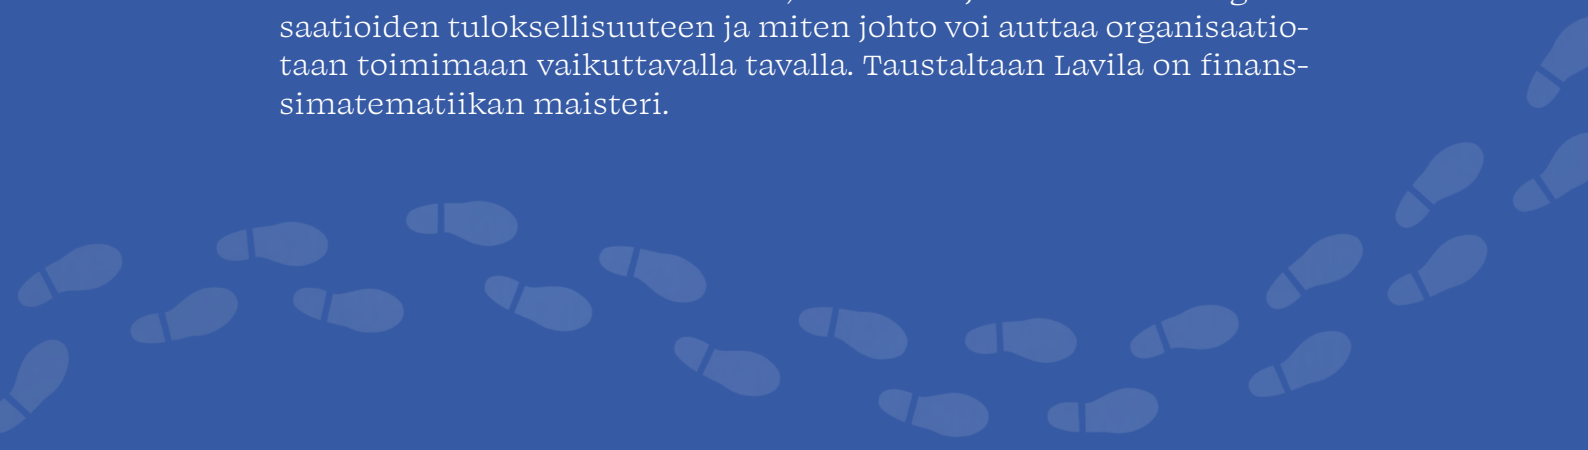 saatioiden tuloksellisuuteen ja miten johto voi auttaa organisaatio-
taan toimimaan vaikuttavalla tavalla. Taustaltaan Lavila on finans-
simatematiikan maisteri.